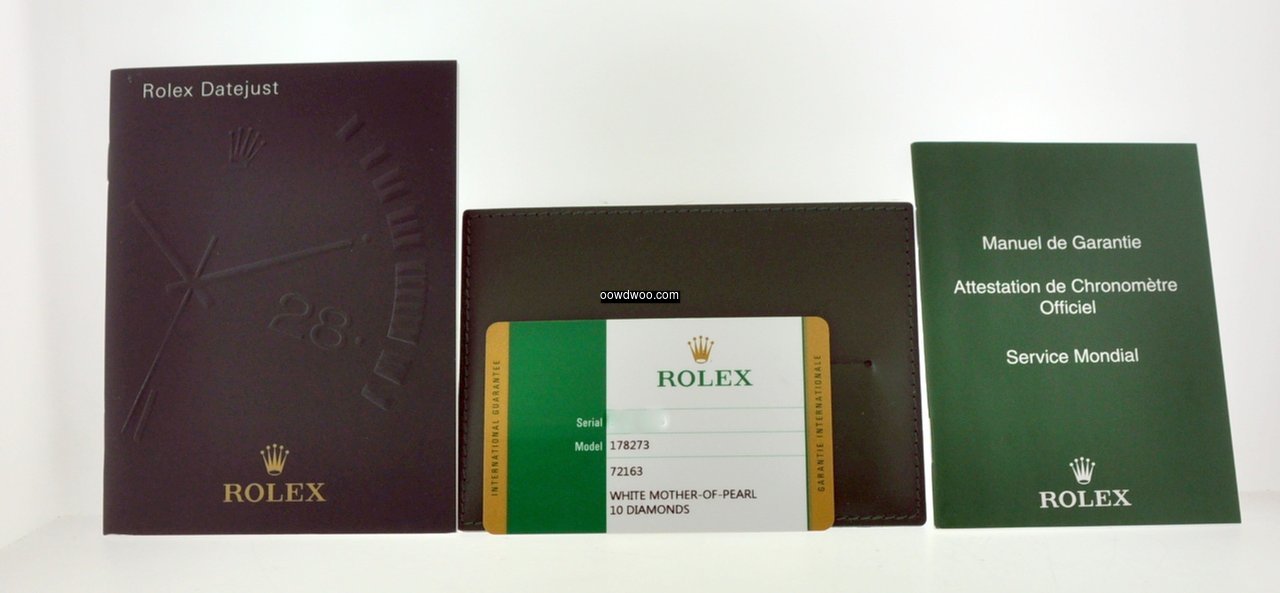 Rolex Datejust
28
ROLEX
oowdwoo.com
INTERNATIONAL GUARANTEE
ROLEX
Serial
Model 178273
72163
WHITE MOTHER-OF-PEARL
10 DIAMONDS
GARANTIE INTERNATIONALE
Manuel de Garantie
Attestation de Chronomètre
Officiel
Service Mondial
ROLEX